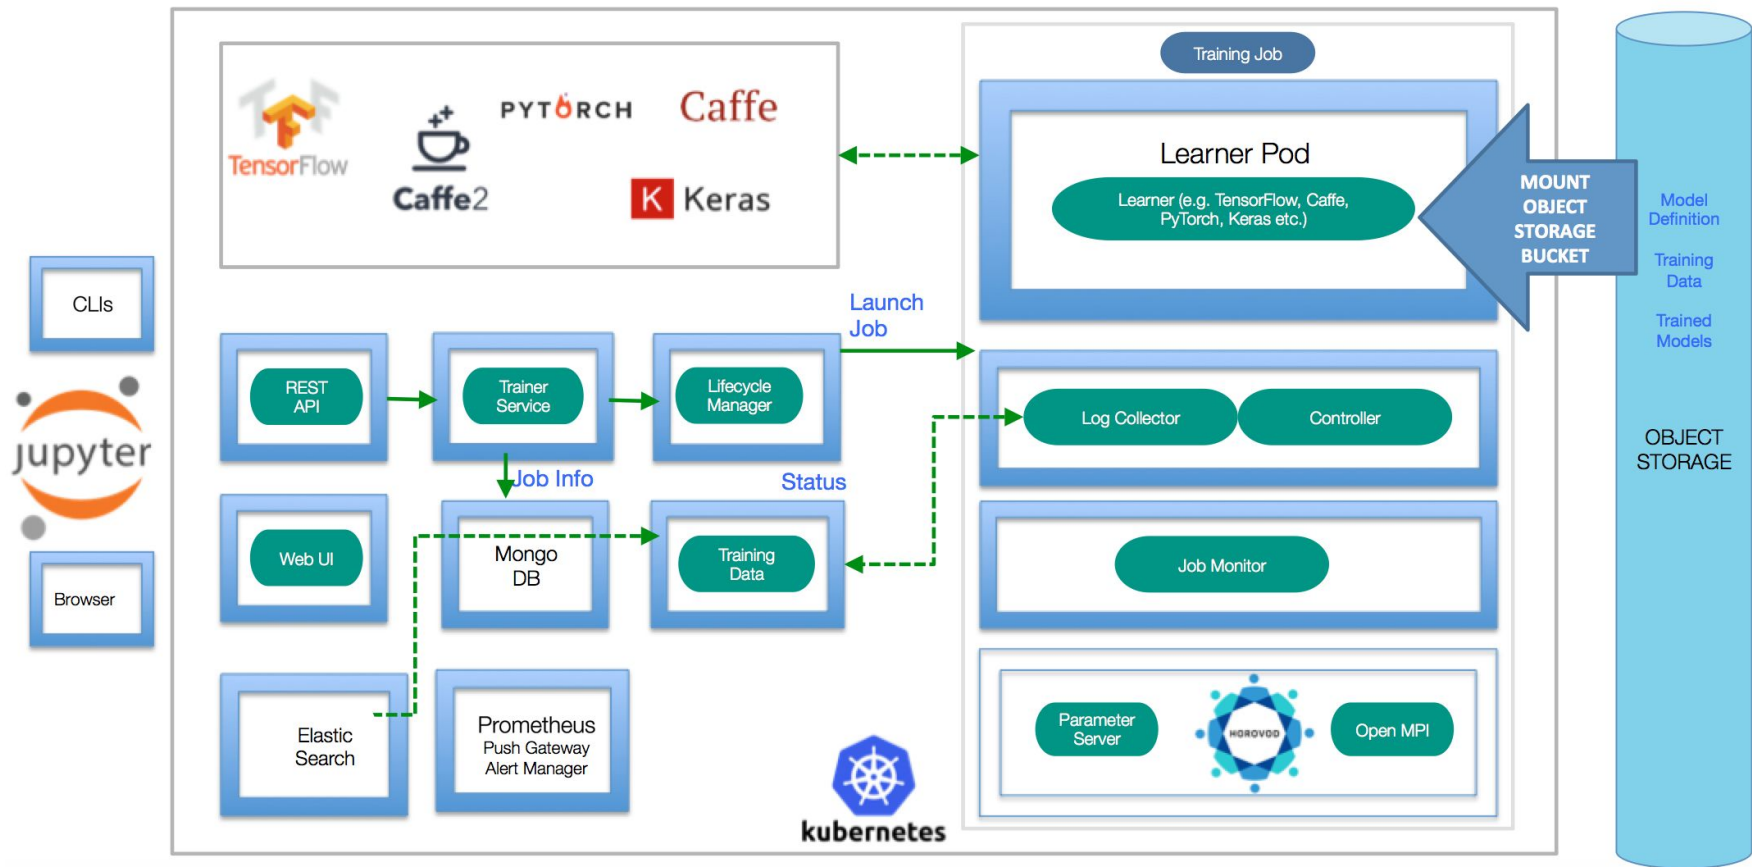 Training Job
TensorFlow
Caffe2
PYTORCH
Caffe
K Keras
Learner Pod
Learner (e.g. TensorFlow, Caffe,
PyTorch, Keras etc.)
MOUNT
OBJECT
STORAGE
BUCKET
Model
Definition
Training
Data
Trained
Models
OBJECT
STORAGE
CLIs
jupyter
Browser
Launch
Job
REST
API
Trainer
Service
Lifecycle
Manager
Log Collector
Controller
Job Info
Status
Web UI
Mongo
DB
Training
Data
Job Monitor
Elastic
Search
Prometheus
Push Gateway
Alert Manager
kubernetes
Parameter
Server
HOROVOD
Open MPI